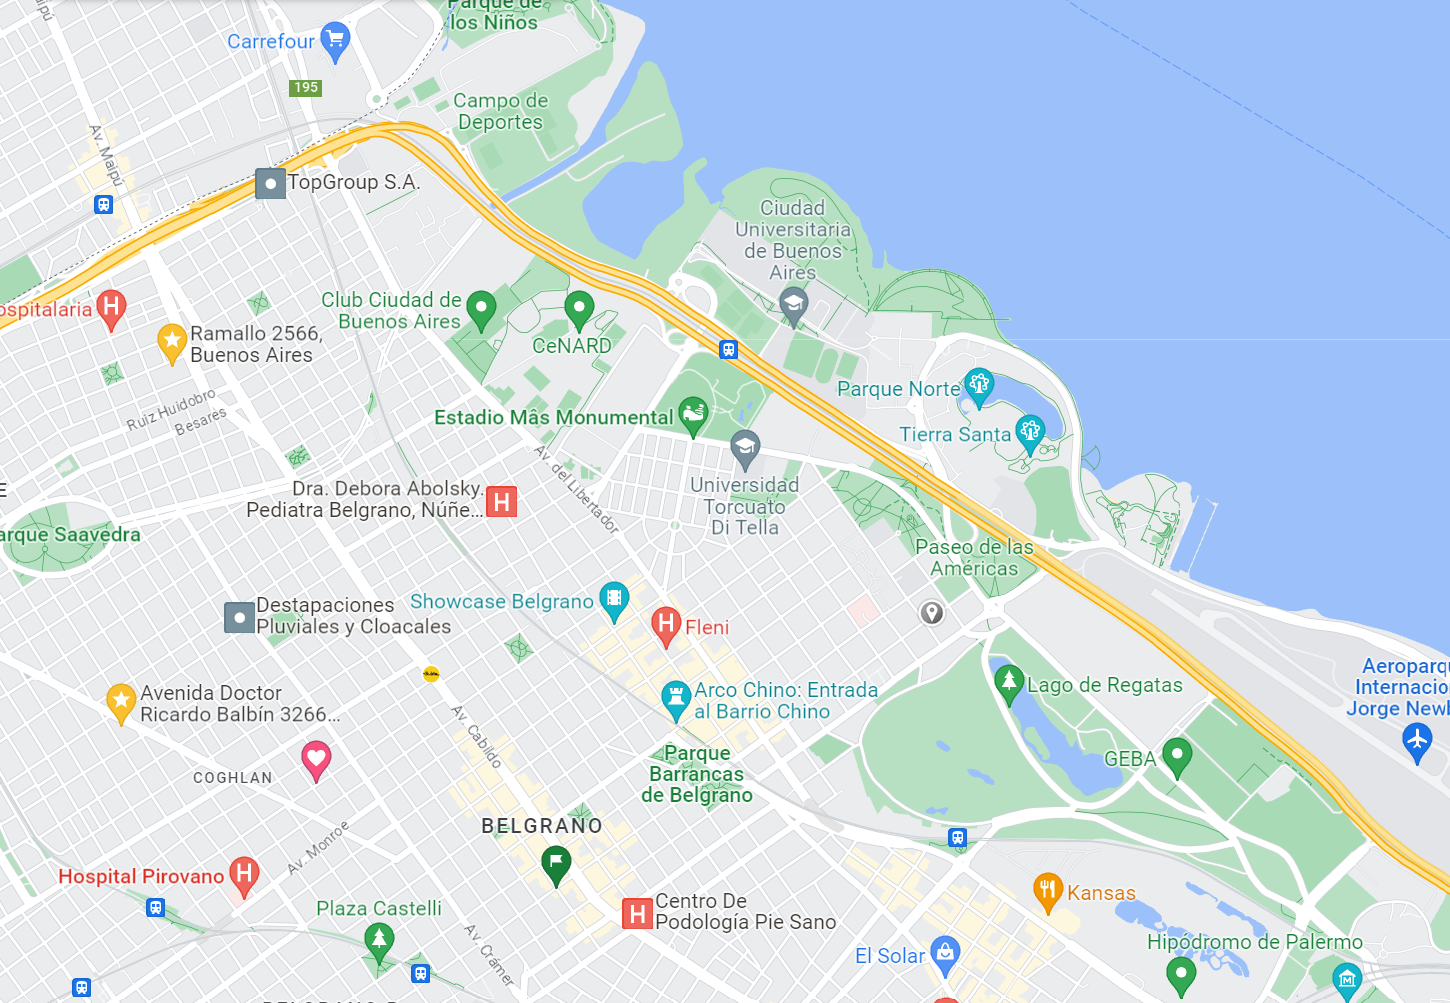 Parque de
los Niños
Carrefour
195
Campo de
Deportes
Av. Maipú
TopGroup S.A.
Ciudad
Universitaria
de Buenos
Aires
ospitalaria
Club Ciudad de
Buenos Aires
CeNARD
Ramallo 2566,
Buenos Aires
Ruiz Huidobro
Besares
Parque Norte
Estadio Mâs Monumental
Tierra Santa
Av. del Libertador
Dra. Debora Abolsky.
Pediatra Belgrano, Núñe...
Universidad
Torcuato
Di Tella
E
arque Saavedra
Paseo de las
Américas
Destapaciones
Pluviales y Cloacales
Showcase Belgrano
Fleni
Aeroparq
Internacio
Jorge Newb
Lago de Regatas
Avenida Doctor
Ricardo Balbín 3266...
Arco Chino: Entrada
al Barrio Chino
Av. Cabildo
GEBA
Parque
Barrancas
de Belgrano
COGHLAN
BELGRANO
Av. Monroe
Hospital Pirovano
Kansas
Plaza Castelli
Centro De
Podología Pie Sano
Av. Crámer
El Solar
Hipódromo de Palermo